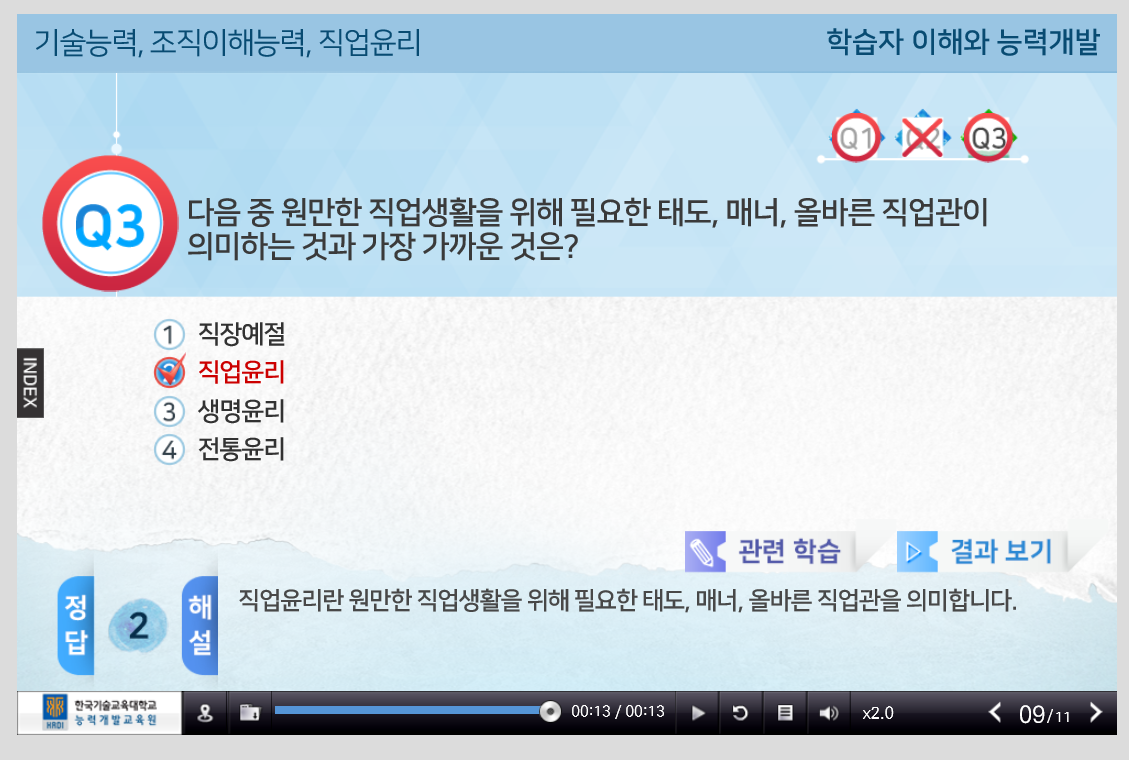 기술능력, 조직이해능력, 직업윤리
학습자 이해와 능력개발
Q1 Q2 Q3
Q3
다음 중 원만한 직업생활을 위해 필요한 태도, 매너, 올바른 직업관이
의미하는 것과 가장 가까운 것은?
1 직장예절
직업윤리
3 생명윤리
4 전통윤리
INDEX
관련 학습
결과 보기
정답
2
해설
직업윤리란 원만한 직업생활을 위해 필요한 태도, 매너, 올바른 직업관을 의미합니다.
HRDI
한국기술교육대학교
능력개발교육원
00:13 / 00:13
x2.0
09/11